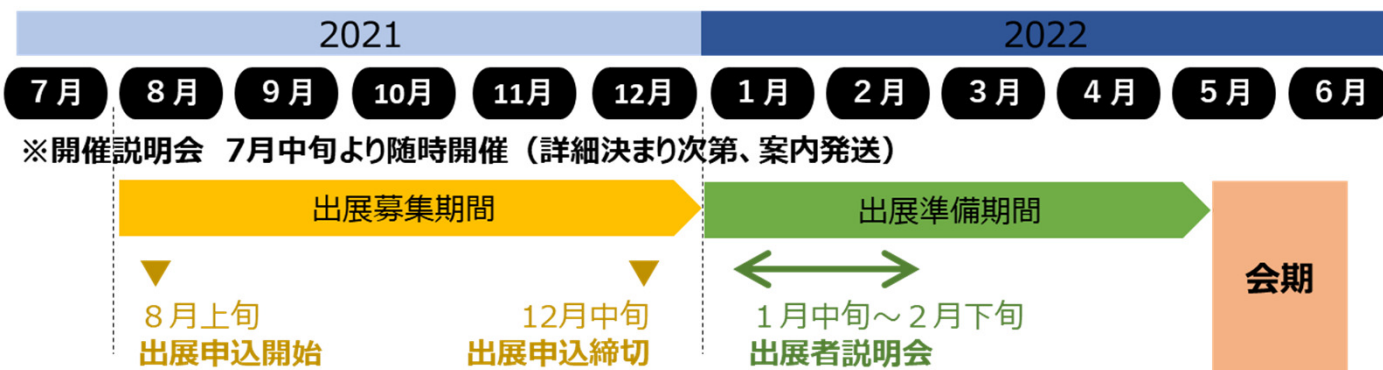 2021 2022
7月 8月 9月 10月 11月 12月 1月 2月 3月 4月 5月 6月
※開催説明会 7月中旬より随時開催（詳細決まり次第、案内発送）
出展募集期間 出展準備期間
会期
８月上旬 12月中旬 １月中旬～２月下旬
出展申込開始 出展申込締切 出展者説明会